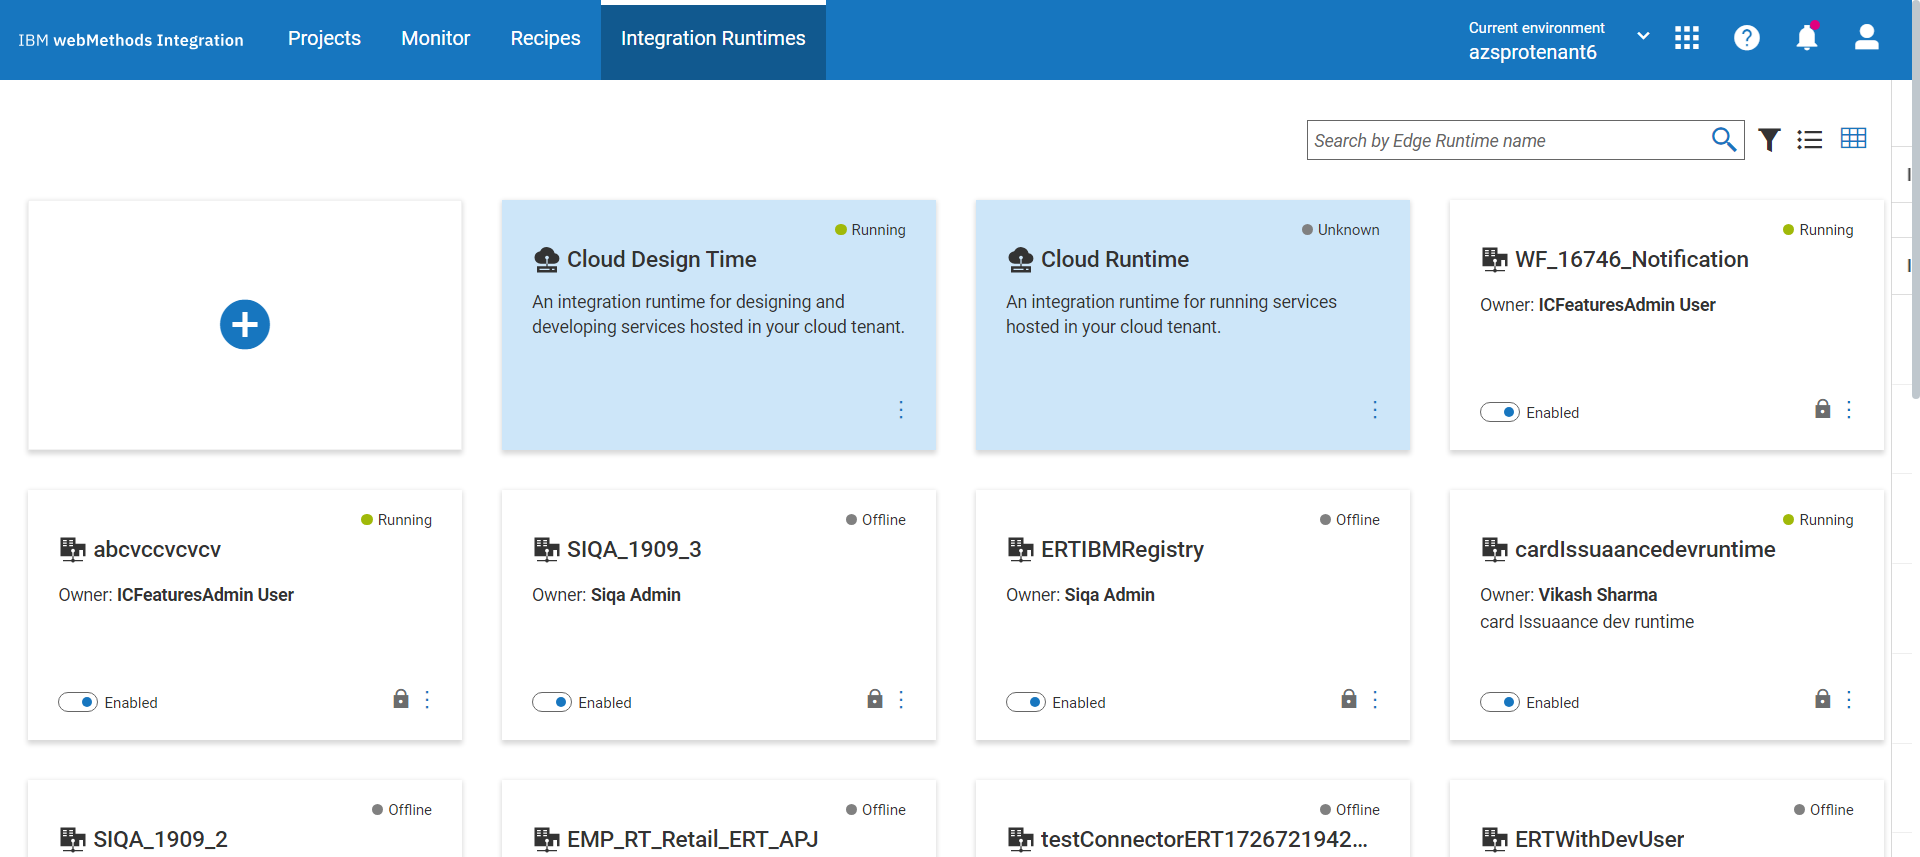 IBM webMethods Integration
Projects
Monitor
Recipes
Integration Runtimes
Current environment
azsprotenant6
Search by Edge Runtime name
Running
Cloud Design Time
An integration runtime for designing and
developing services hosted in your cloud tenant.
Unknown
Cloud Runtime
An integration runtime for running services
hosted in your cloud tenant.
Running
WF_16746_Notification
Owner: ICFeaturesAdmin User
Enabled
Running
abcvccvcvcv
Owner: ICFeaturesAdmin User
Enabled
Offline
SIQA_1909_3
Owner: Siqa Admin
Enabled
Offline
ERTIBMRegistry
Owner: Siqa Admin
Enabled
Running
cardIssuaancedevruntime
Owner: Vikash Sharma
card Issuaance dev runtime
Enabled
Offline
SIQA_1909_2
Offline
EMP_RT_Retail_ERT_APJ
Offline
testConnectorERT1726721942...
Offline
ERTWithDevUser